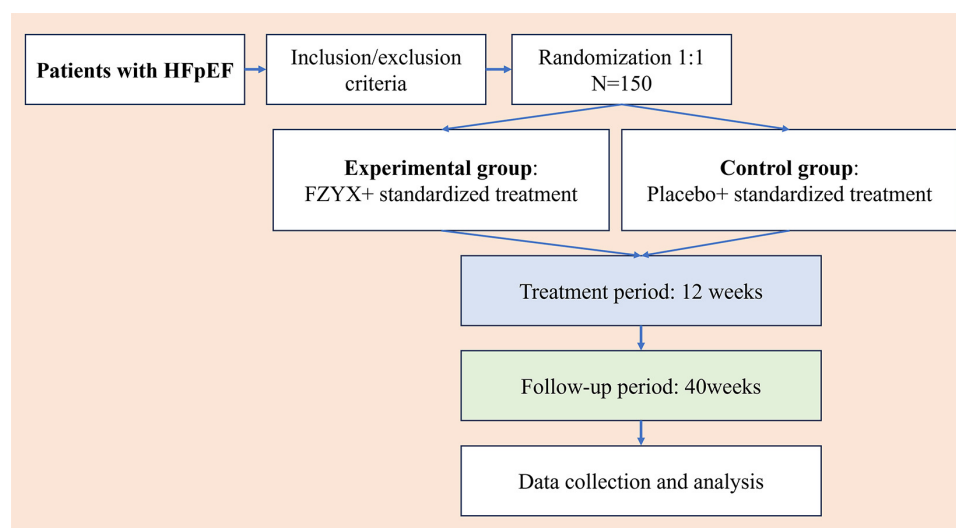 Patients with HFpEF
Inclusion/exclusion
criteria
Randomization 1:1
N=150
Experimental group:
FZYX+ standardized treatment
Control group:
Placebo+ standardized treatment
Treatment period: 12 weeks
Follow-up period: 40weeks
Data collection and analysis